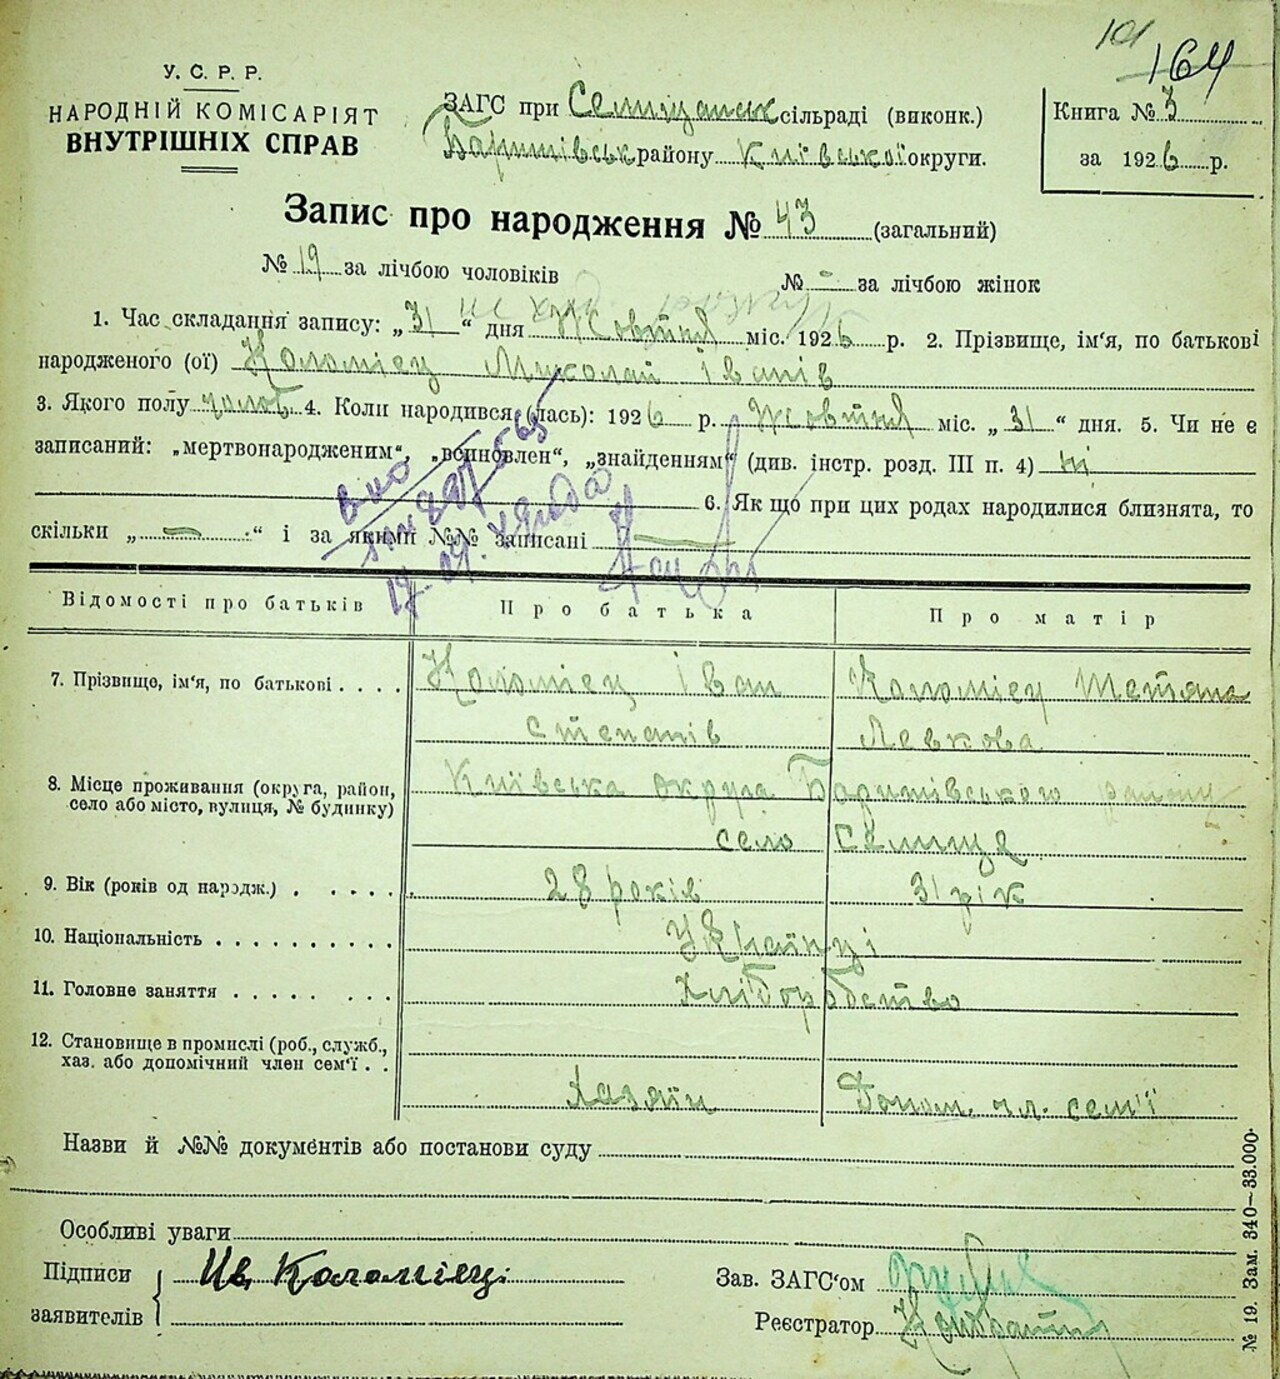 101
164
У. С. Р. Р.
НАРОДНІЙ КОМІСАРІЯТ
ВНУТРІШНІХ СПРАВ
ЗАГС при Селищанськ сільраді (виконк.)
Баришівськ району Київської округи.
Книга № 3
за 1926 р.
Запис про народження № 43 (загальний)
№ 19 за лічбою чоловіків № - за лічбою жінок
1. Час складання запису: „31“ дня Жовтня міс. 1926 р. 2. Прізвище, ім'я, по батькові
народженого (ої) Коломієц Миколай Іванів
3. Якого полу чолов 4. Коли народився (лась): 1926 р. Жовтня міс. „31“ дня. 5. Чи не є
записаний: „мертвонародженим“, „всиновлен“, „знайденням“ (див. інстр. розд. III п. 4) ні
6. Як що при цих родах народилися близнята, то
скільки „ — “ і за якими №№ записані —
Відомості про батьків Про батька Про матір
7. Прізвище, ім'я, по батькові . . . . Коломієц Іван Коломієц Тетяна
Степанів Левкова
8. Місце проживання (округа, район, Київська округа Баришівського району
село або місто, вулиця, № будинку) село Селище
9. Вік (років од народж.) . . . . . . 28 років 31 рік
10. Національність . . . . . . . . . . Українці
11. Головне заняття . . . . . . . . Хліборобство
12. Становище в промислі (роб., служб.,
хаз. або допомічний член сем'ї . . Хазяїн Допом. чл. сем'ї
Назви й №№ документів або постанови суду
Особливі уваги
Підписи Ив Коломіец
заявителів
Зав. ЗАГС'ом
Реєстратор
№ 19. Зам. 340—33.000.